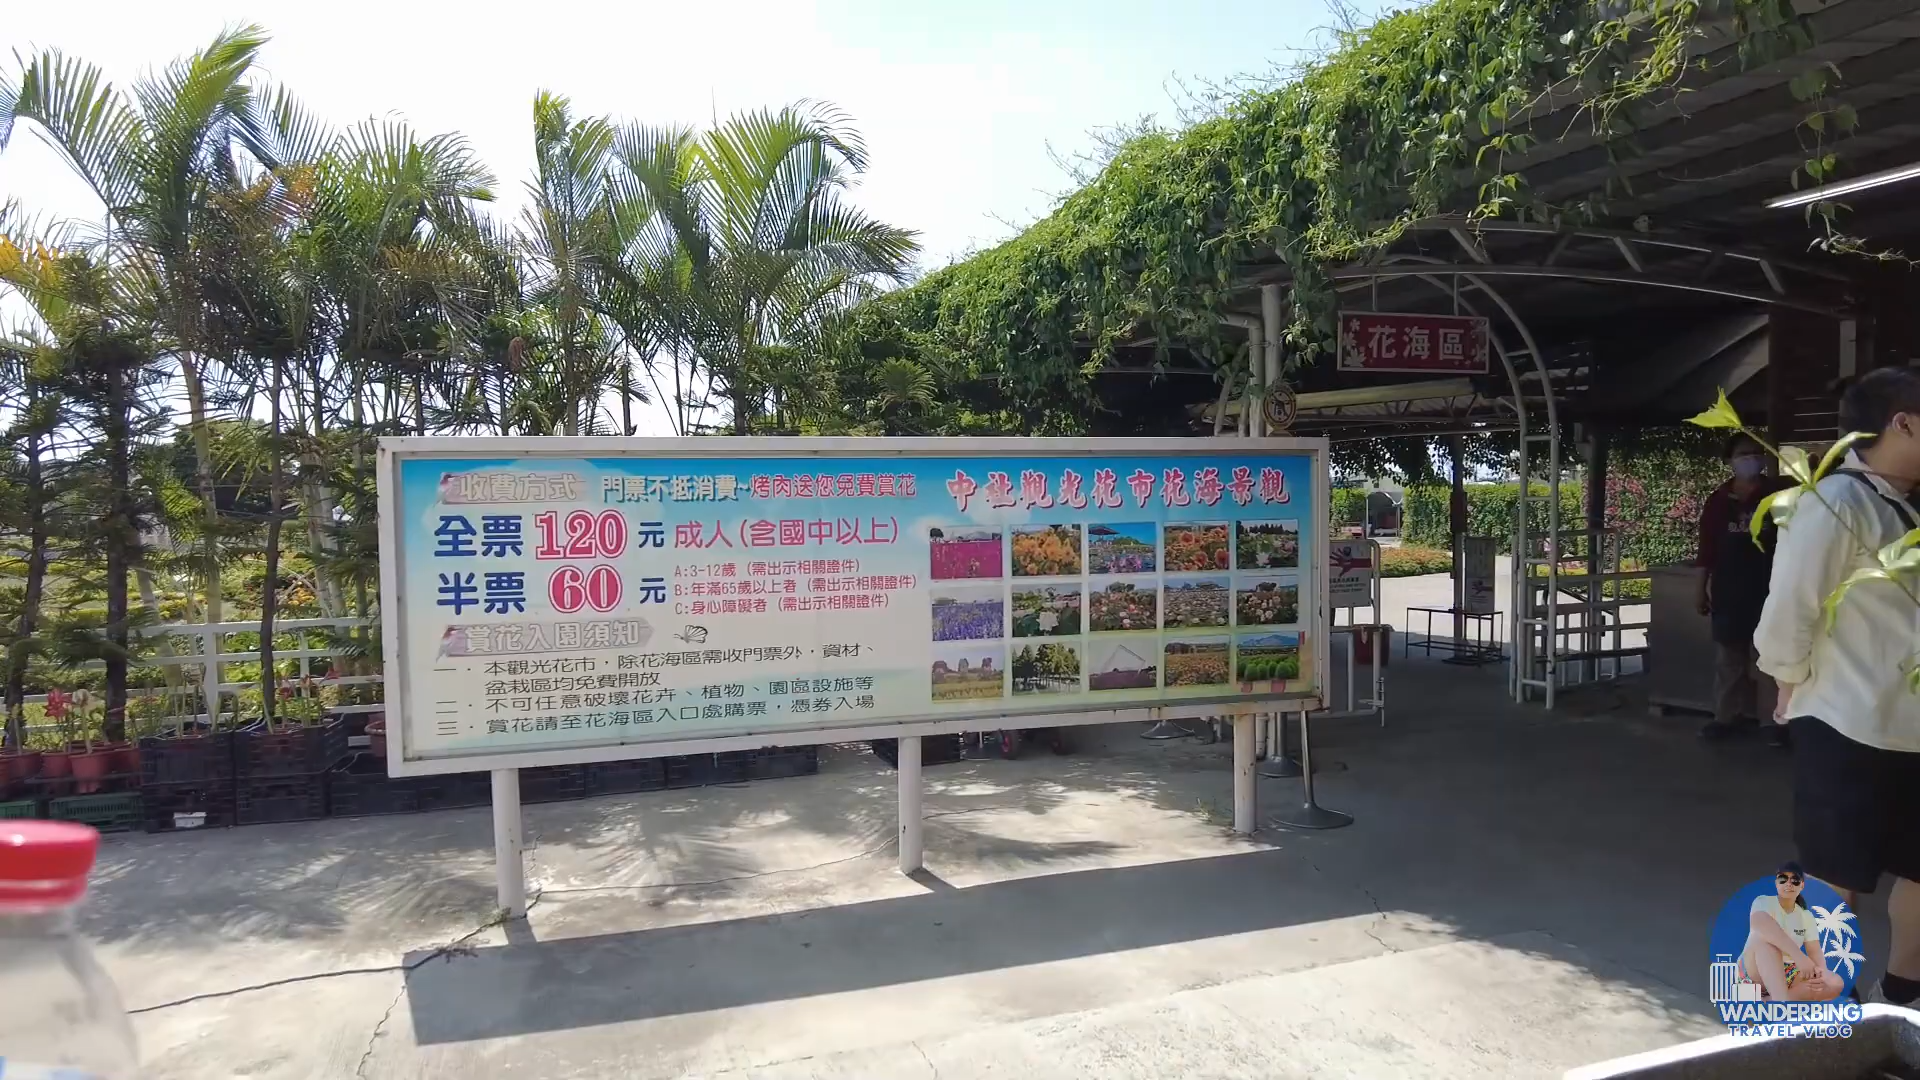 花海區
收費方式 門票不抵消費~烤肉送您免費賞花
全票120元 成人(含國中以上)
半票60元
A:3-12歲 (需出示相關證件)
B:年滿65歲以上者 (需出示相關證件)
C:身心障礙者 (需出示相關證件)
賞花入園須知
一．本觀光花市，除花海區需收門票外，資材、
盆栽區均免費開放
二．不可任意破壞花卉、植物、園區設施等
三．賞花請至花海區入口處購票，憑券入場
中社觀光花市花海景觀
WANDERBING
TRAVEL VLOG